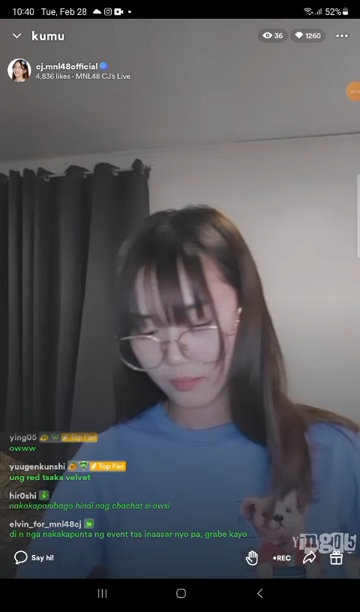 10:40 Tue, Feb 28 52%
kumu 36 1260
cj.mnl48official
4,836 likes · MNL48 CJ's Live
ying05 Top Fan
owww
yuugenkunshi Top Fan
ung red tsaka velvet
hir0shi
nakakapanibago hindi nag chachat si owsi
elvin_for_mnl48cj
di n nga nakakapunta ng event tas inaasar nyo pa, grabe kayo
Say hi! •REC